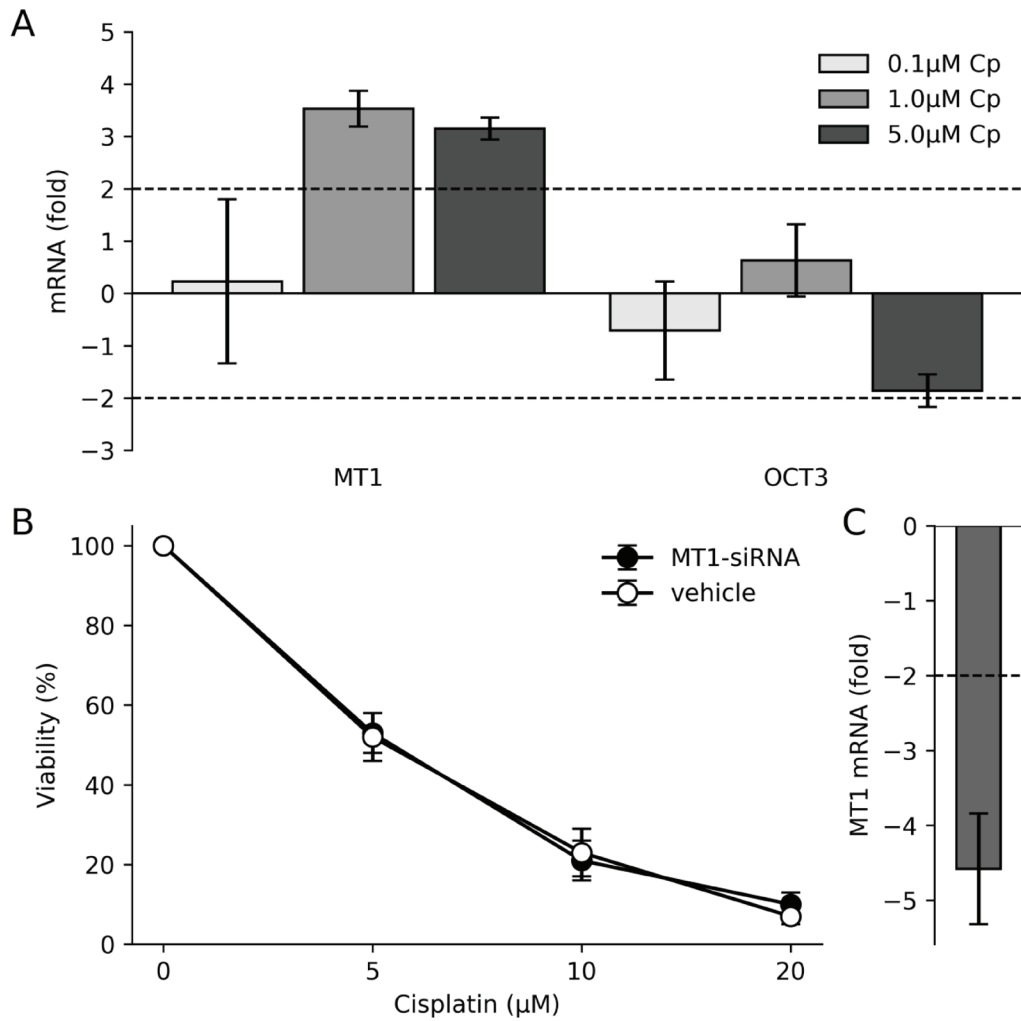 A
5
4
3
2
1
0
−1
−2
−3
mRNA (fold)
0.1μM Cp
1.0μM Cp
5.0μM Cp
MT1
OCT3
B
100
80
60
40
20
0
Viability (%)
MT1-siRNA
vehicle
0
5
10
20
Cisplatin (μM)
C
0
−1
−2
−3
−4
−5
MT1 mRNA (fold)